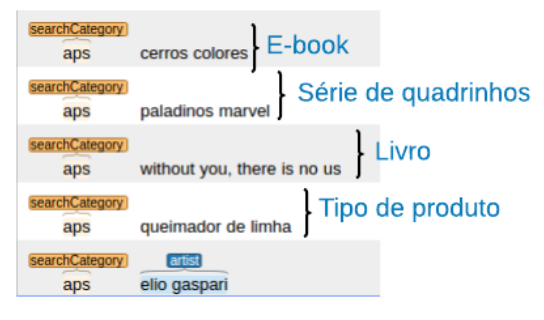 searchCategory
aps cerros colores E-book
searchCategory
aps paladinos marvel Série de quadrinhos
searchCategory
aps without you, there is no us Livro
searchCategory
aps queimador de limha Tipo de produto
searchCategory artist
aps elio gaspari